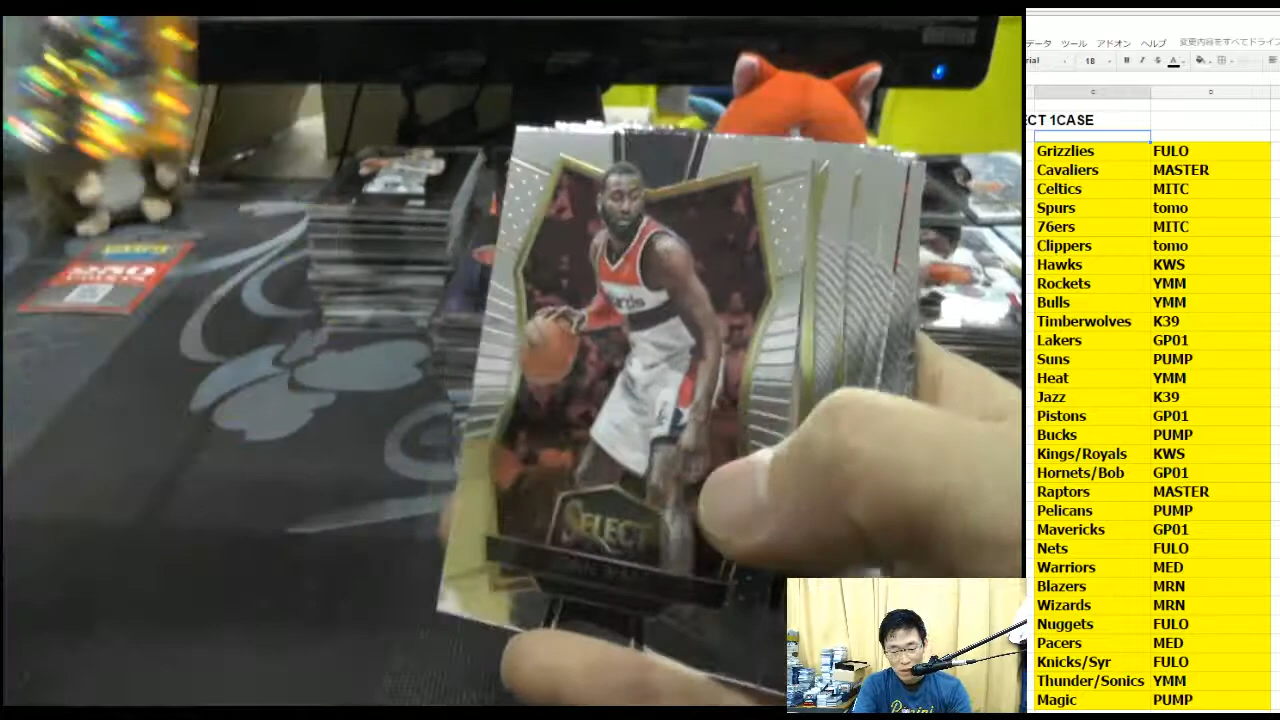 データ ツール アドオン ヘルプ 変更内容をすべてドライブ
rial 18 B I S A
C D
ECT 1CASE
Grizzlies FULO
Cavaliers MASTER
Celtics MITC
Spurs tomo
76ers MITC
Clippers tomo
Hawks KWS
Rockets YMM
Bulls YMM
Timberwolves K39
Lakers GP01
Suns PUMP
Heat YMM
Jazz K39
Pistons GP01
Bucks PUMP
Kings/Royals KWS
Hornets/Bob GP01
Raptors MASTER
Pelicans PUMP
Mavericks GP01
Nets FULO
Warriors MED
Blazers MRN
Wizards MRN
Nuggets FULO
Pacers MED
Knicks/Syr FULO
Thunder/Sonics YMM
Magic PUMP
SELECT
250